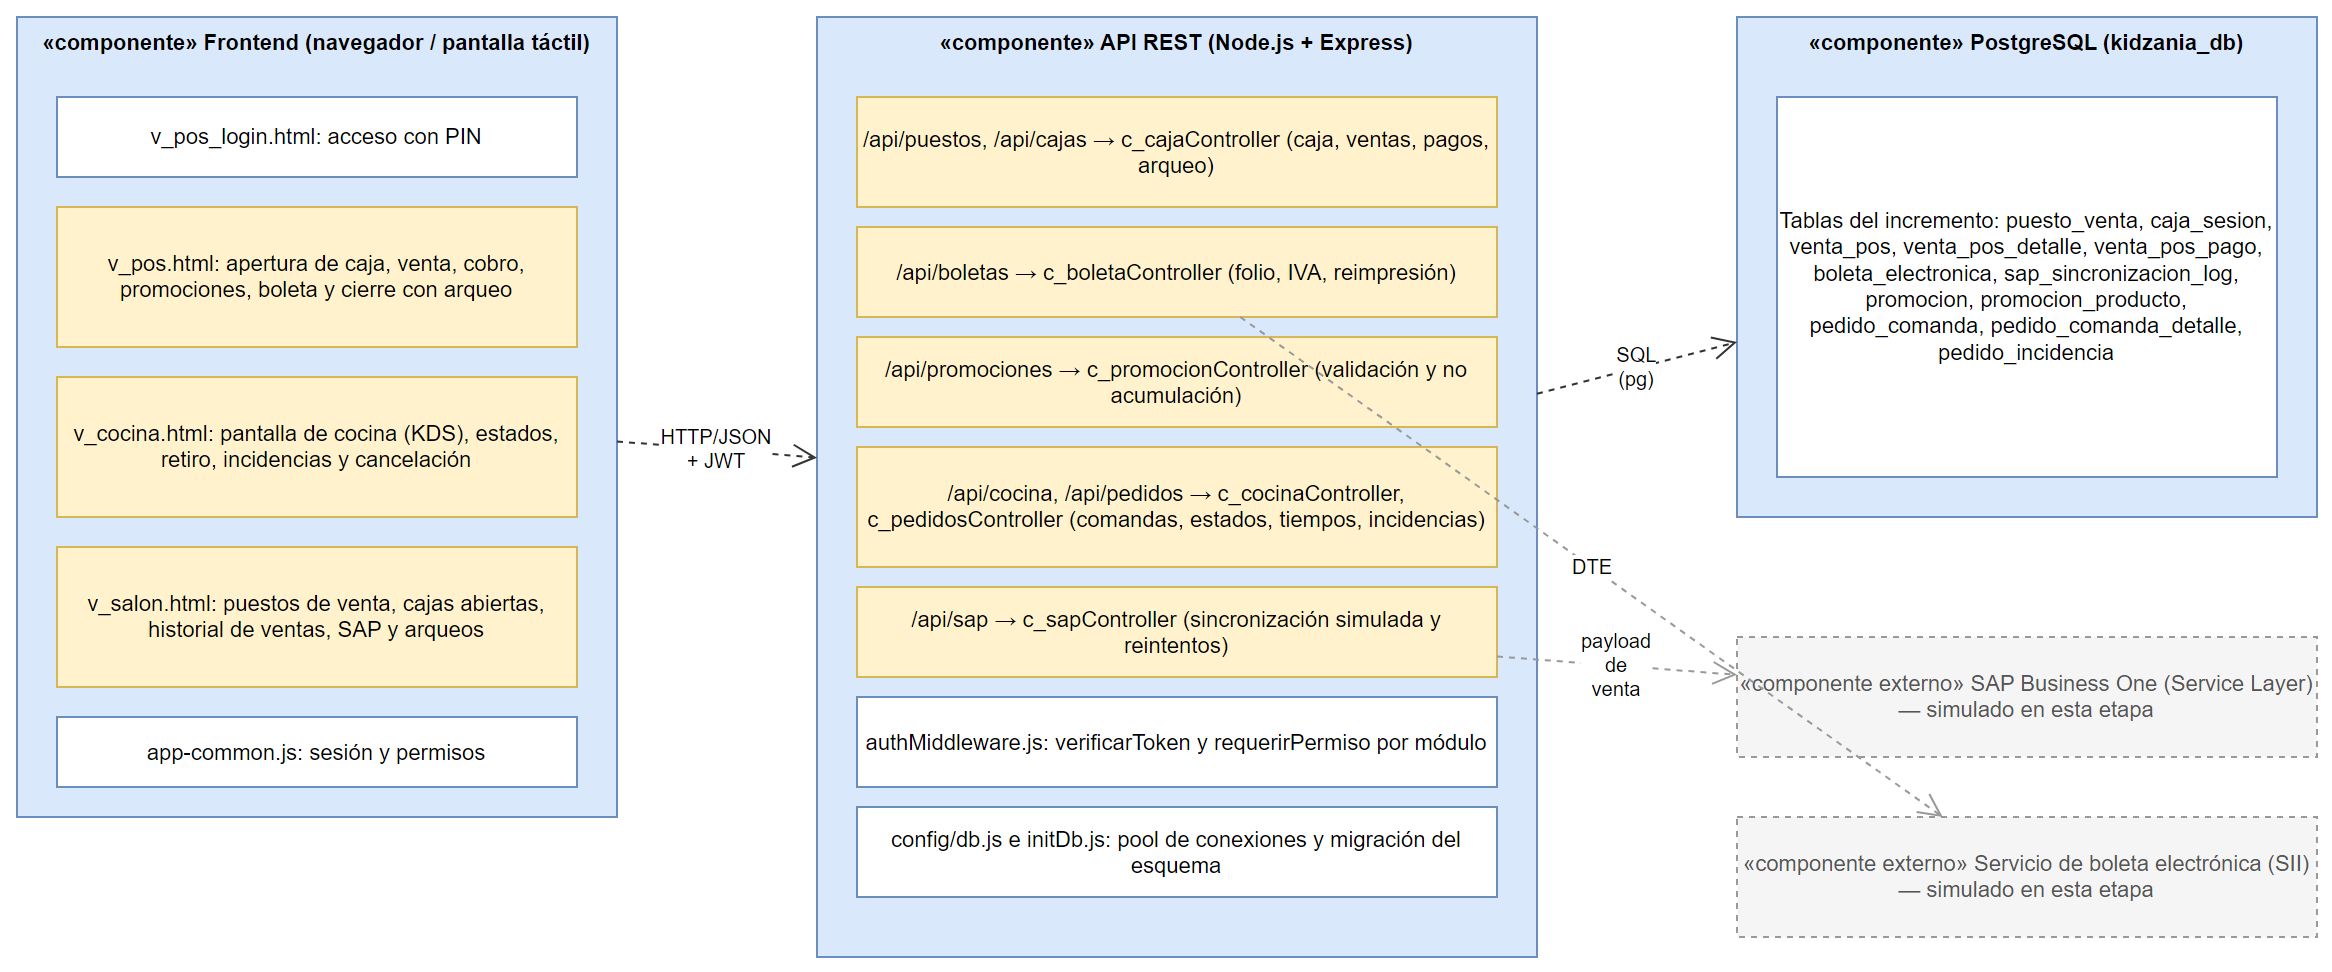 «componente» Frontend (navegador / pantalla táctil)
v_pos_login.html: acceso con PIN
v_pos.html: apertura de caja, venta, cobro,
promociones, boleta y cierre con arqueo
v_cocina.html: pantalla de cocina (KDS), estados,
retiro, incidencias y cancelación
v_salon.html: puestos de venta, cajas abiertas,
historial de ventas, SAP y arqueos
app-common.js: sesión y permisos
HTTP/JSON
+ JWT
«componente» API REST (Node.js + Express)
/api/puestos, /api/cajas → c_cajaController (caja, ventas, pagos,
arqueo)
/api/boletas → c_boletaController (folio, IVA, reimpresión)
/api/promociones → c_promocionController (validación y no
acumulación)
/api/cocina, /api/pedidos → c_cocinaController,
c_pedidosController (comandas, estados, tiempos, incidencias)
/api/sap → c_sapController (sincronización simulada y
reintentos)
authMiddleware.js: verificarToken y requerirPermiso por módulo
config/db.js e initDb.js: pool de conexiones y migración del
esquema
SQL
(pg)
DTE
payload
de
venta
«componente» PostgreSQL (kidzania_db)
Tablas del incremento: puesto_venta, caja_sesion,
venta_pos, venta_pos_detalle, venta_pos_pago,
boleta_electronica, sap_sincronizacion_log,
promocion, promocion_producto,
pedido_comanda, pedido_comanda_detalle,
pedido_incidencia
«componente externo» SAP Business One (Service Layer)
— simulado en esta etapa
«componente externo» Servicio de boleta electrónica (SII)
— simulado en esta etapa